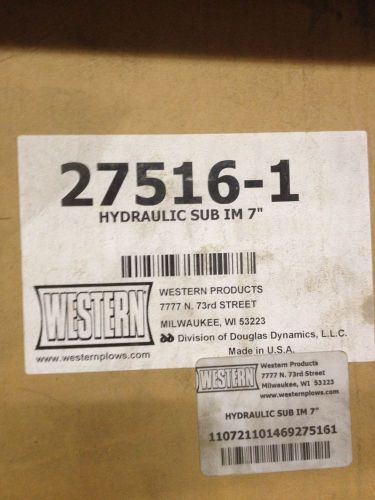 27516-1
HYDRAULIC SUB IM 7"
WESTERN
www.westernplows.com
WESTERN PRODUCTS
7777 N. 73rd STREET
MILWAUKEE, WI 53223
Division of Douglas Dynamics, L.L.C.
Made in U.S.A.
WESTERN
Western Products
7777 N. 73rd Street
Milwaukee, WI 53223
www.westernplows.com
HYDRAULIC SUB IM 7"
110721101469275161